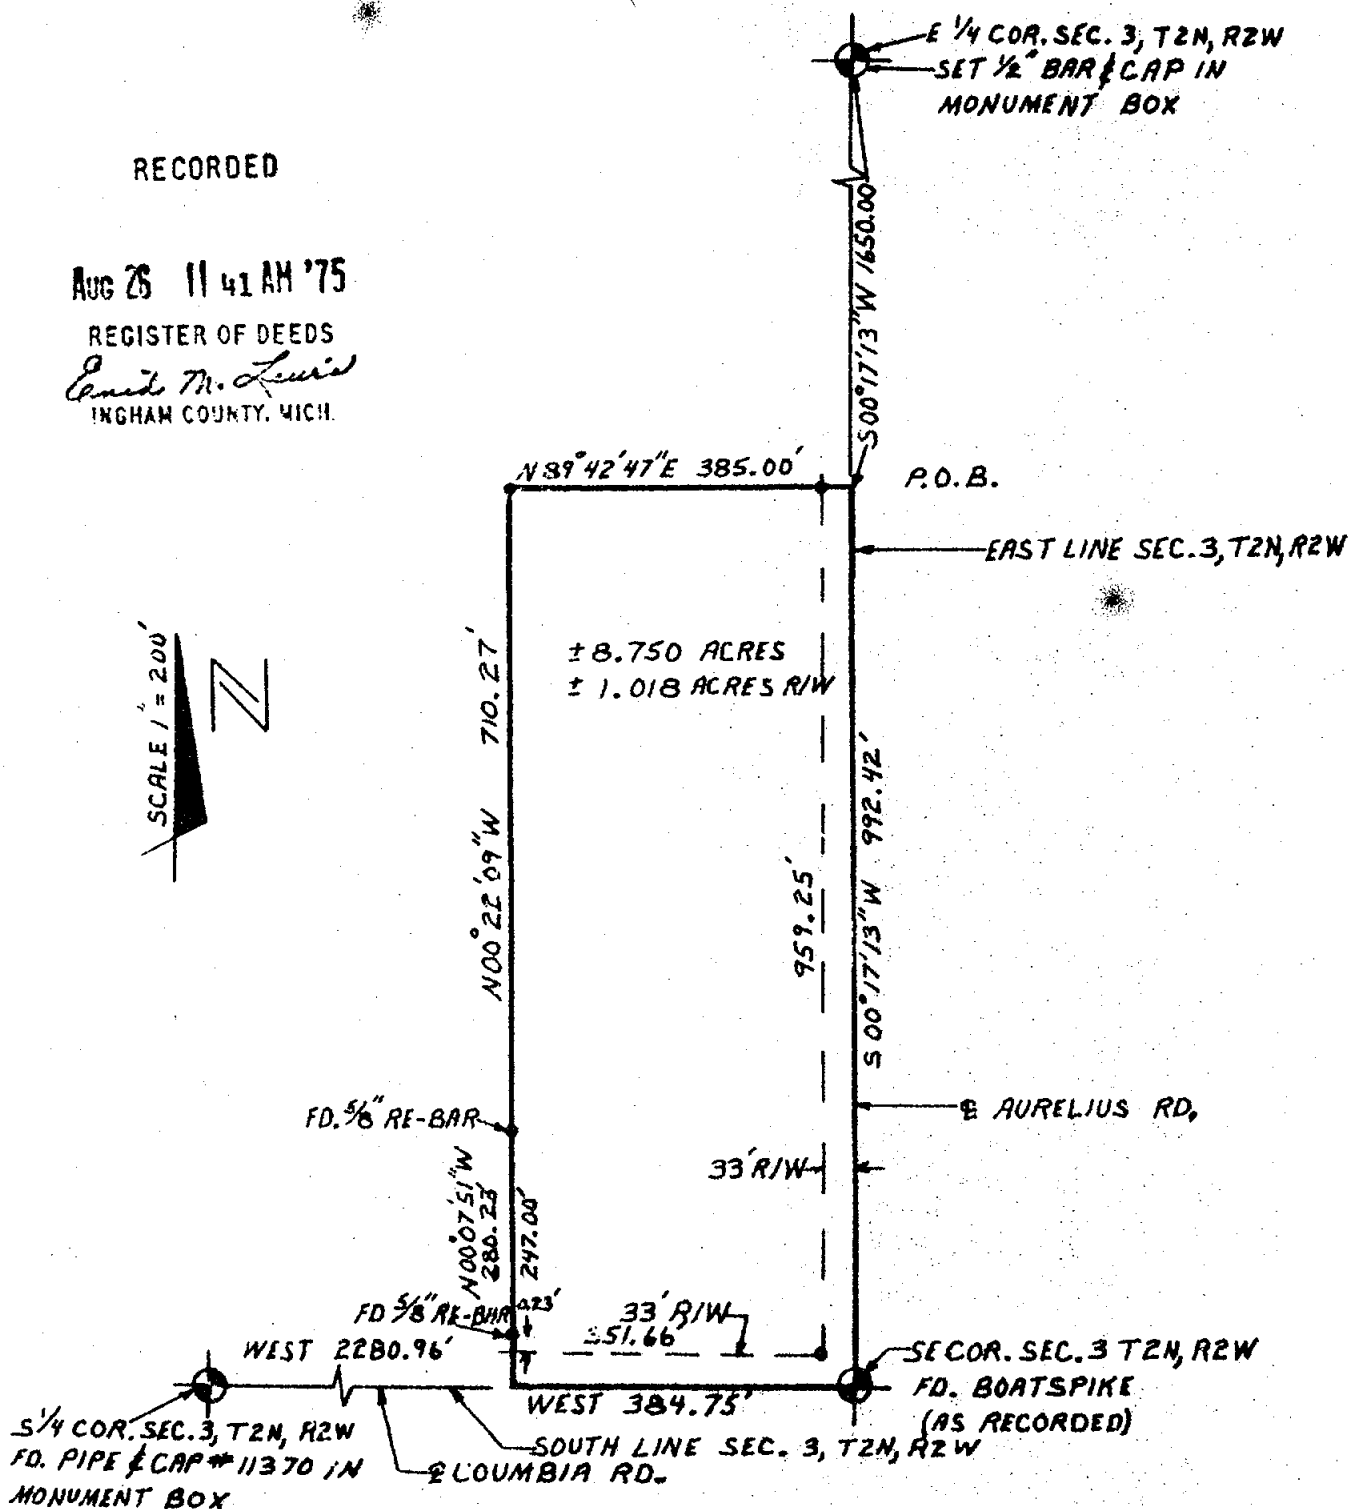 E 1/4 COR. SEC. 3, T2N, R2W
SET 1/2" BAR & CAP IN
MONUMENT BOX
RECORDED
AUG 26 11 41 AM '75
REGISTER OF DEEDS
Enid M. Lewis
INGHAM COUNTY, MICH.
S00°17'13"W 1650.00'
N89°42'47"E 385.00'
P.O.B.
EAST LINE SEC. 3, T2N, R2W
SCALE 1" = 200'
N
±8.750 ACRES
±1.018 ACRES R/W
N00°22'09"W 710.27'
959.25'
S00°17'13"W 992.42'
FD. 5/8" RE-BAR
℄ AURELIUS RD.
33' R/W
N00°07'51"W
280.23'
247.00'
FD 5/8" RE-BAR
33' R/W
351.66'
WEST 2280.96'
WEST 384.75'
SE COR. SEC. 3 T2N, R2W
FD. BOATSPIKE
(AS RECORDED)
S 1/4 COR. SEC. 3, T2N, R2W
FD. PIPE & CAP #11370 IN
MONUMENT BOX
SOUTH LINE SEC. 3, T2N, R2W
℄ LOUMBIA RD.